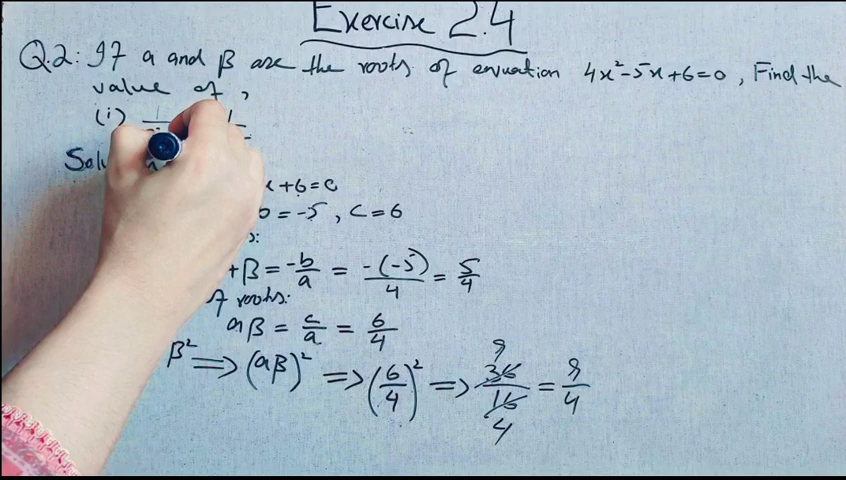 Exercise 2.4
Q.2: If α and β are the roots of equation 4x²-5x+6=0, Find the
value of,
(i)
x+6=0
b=-5, c=6
+β = -b/a = -(-5)/4 = 5/4
roots:
αβ = c/a = 6/4
β² ⟹ (αβ)² ⟹ (6/4)² ⟹ 36/16 9/4 = 9/4